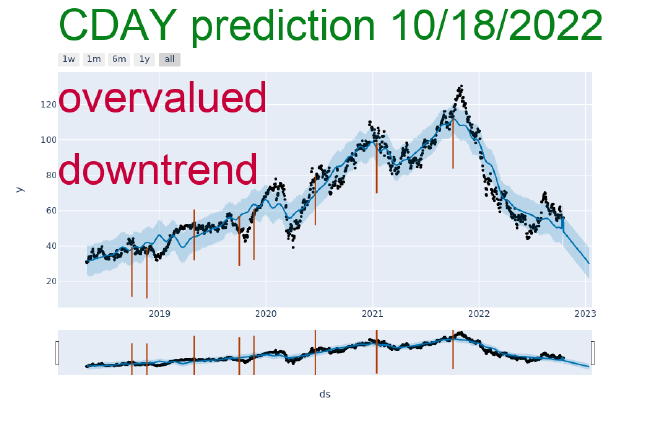 CDAY prediction 10/18/2022
1w 1m 6m 1y all
overvalued
downtrend
120
100
80
60
40
20
y
2019 2020 2021 2022 2023
ds